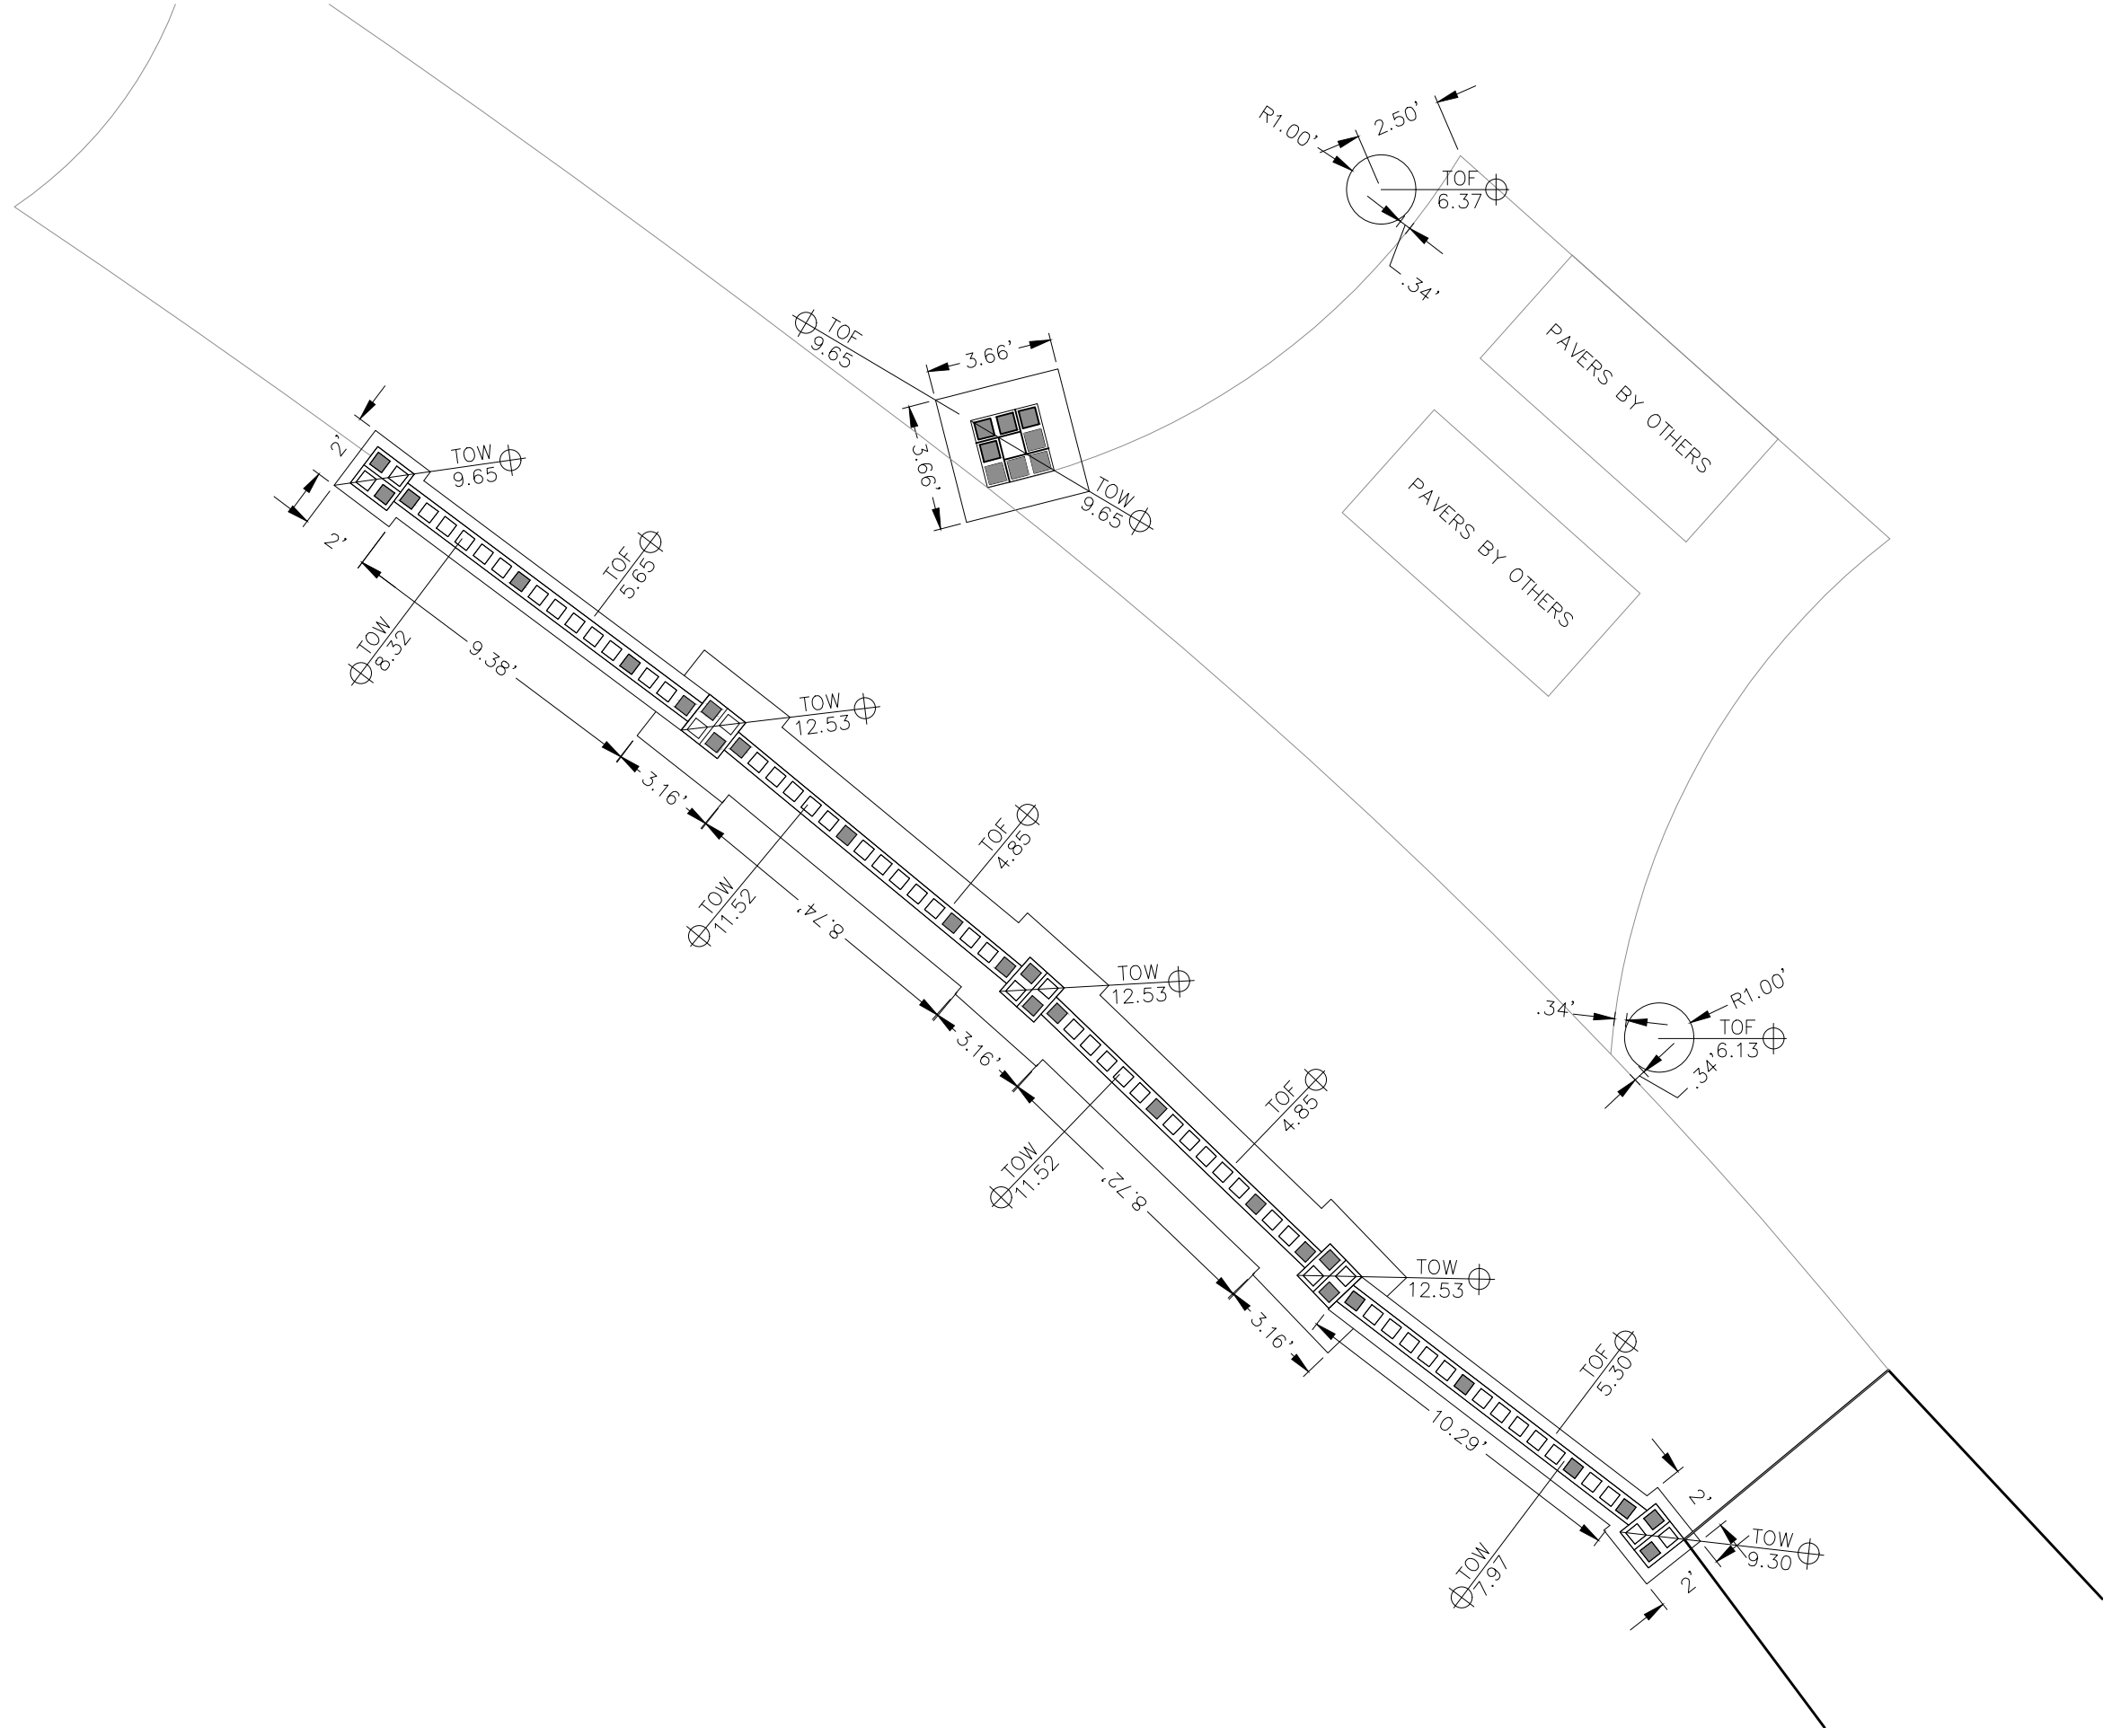 R1.00'
2.50'
TOF
6.37
.34'
TOF
9.65
3.66'
3.66'
TOW
9.65
PAVERS BY OTHERS
PAVERS BY OTHERS
2'
2'
TOW
9.65
TOF
5.65
TOW
8.32
9.38'
TOW
12.53
3.16'
TOF
4.85
TOW
11.52
8.74'
TOW
12.53
3.16'
.34'
R1.00'
TOF
6.13
.34'
TOF
4.85
TOW
11.52
8.72'
TOW
12.53
3.16'
TOF
5.30
10.29'
2'
TOW
9.30
2'
TOW
7.97